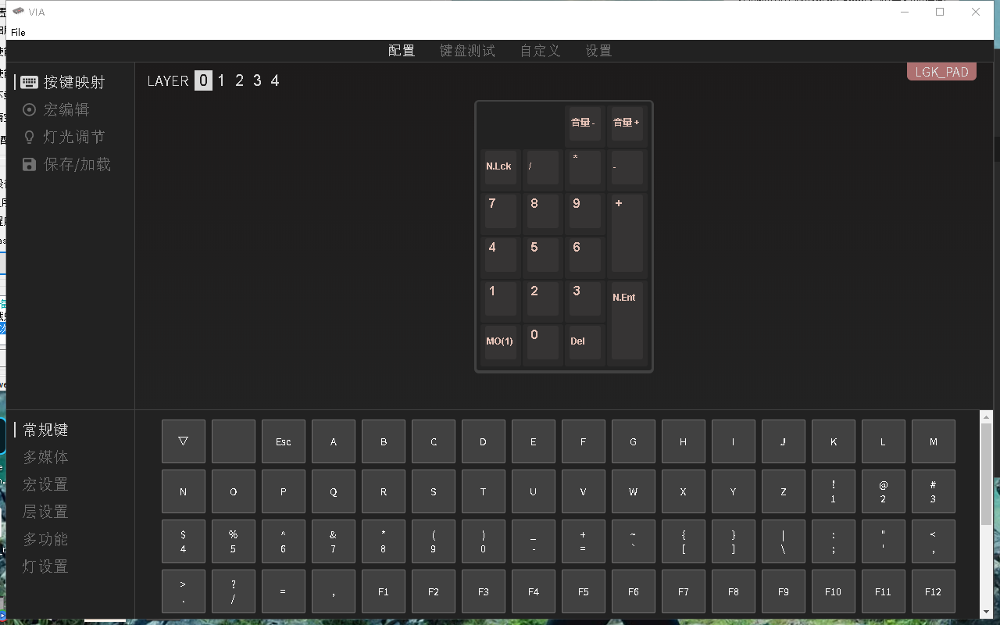 VIA
File
配置 键盘测试 自定义 设置
LGK_PAD
按键映射
宏编辑
灯光调节
保存/加载
LAYER 0 1 2 3 4
音量 - 音量 +
N.Lck / * -
7 8 9 +
4 5 6
1 2 3 N.Ent
MO(1) 0 Del
常规键
多媒体
宏设置
层设置
多功能
灯设置
▽ Esc A B C D E F G H I J K L M
N O P Q R S T U V W X Y Z ! 1 @ 2 # 3
$ 4 % 5 ^ 6 & 7 * 8 ( 9 ) 0 _ - + = ~ ` { [ } ] | \ : ; " ' < ,
> . ? / = , F1 F2 F3 F4 F5 F6 F7 F8 F9 F10 F11 F12